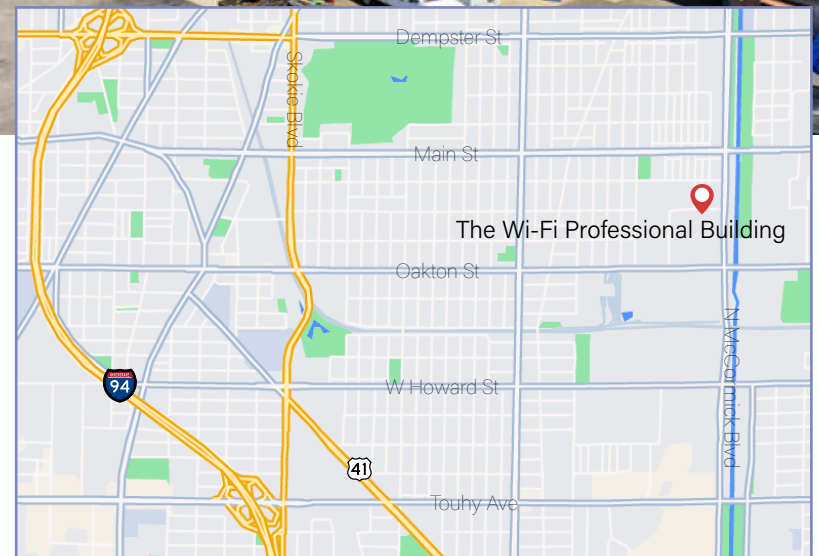 Dempster St
Skokie Blvd
Main St
The Wi-Fi Professional Building
Oakton St
N McCormick Blvd
INTERSTATE
94
W Howard St
41
Touhy Ave